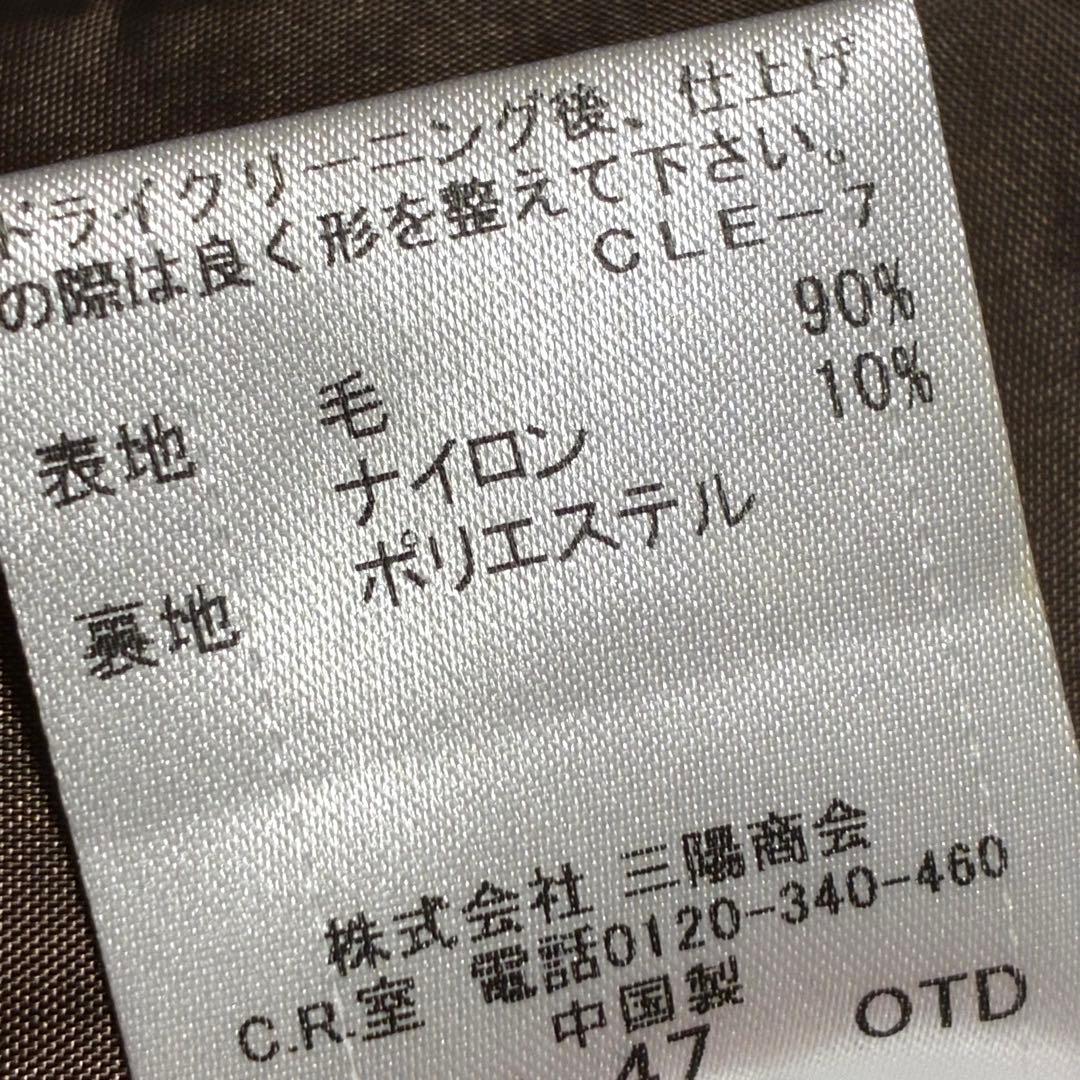 ドライクリーニング後、仕上げ
の際は良く形を整えて下さい。
CLE-7
表地 毛 90%
ナイロン 10%
裏地 ポリエステル
株式会社 三陽商会
C.R.室 電話0120-340-460
中国製
47 OTD